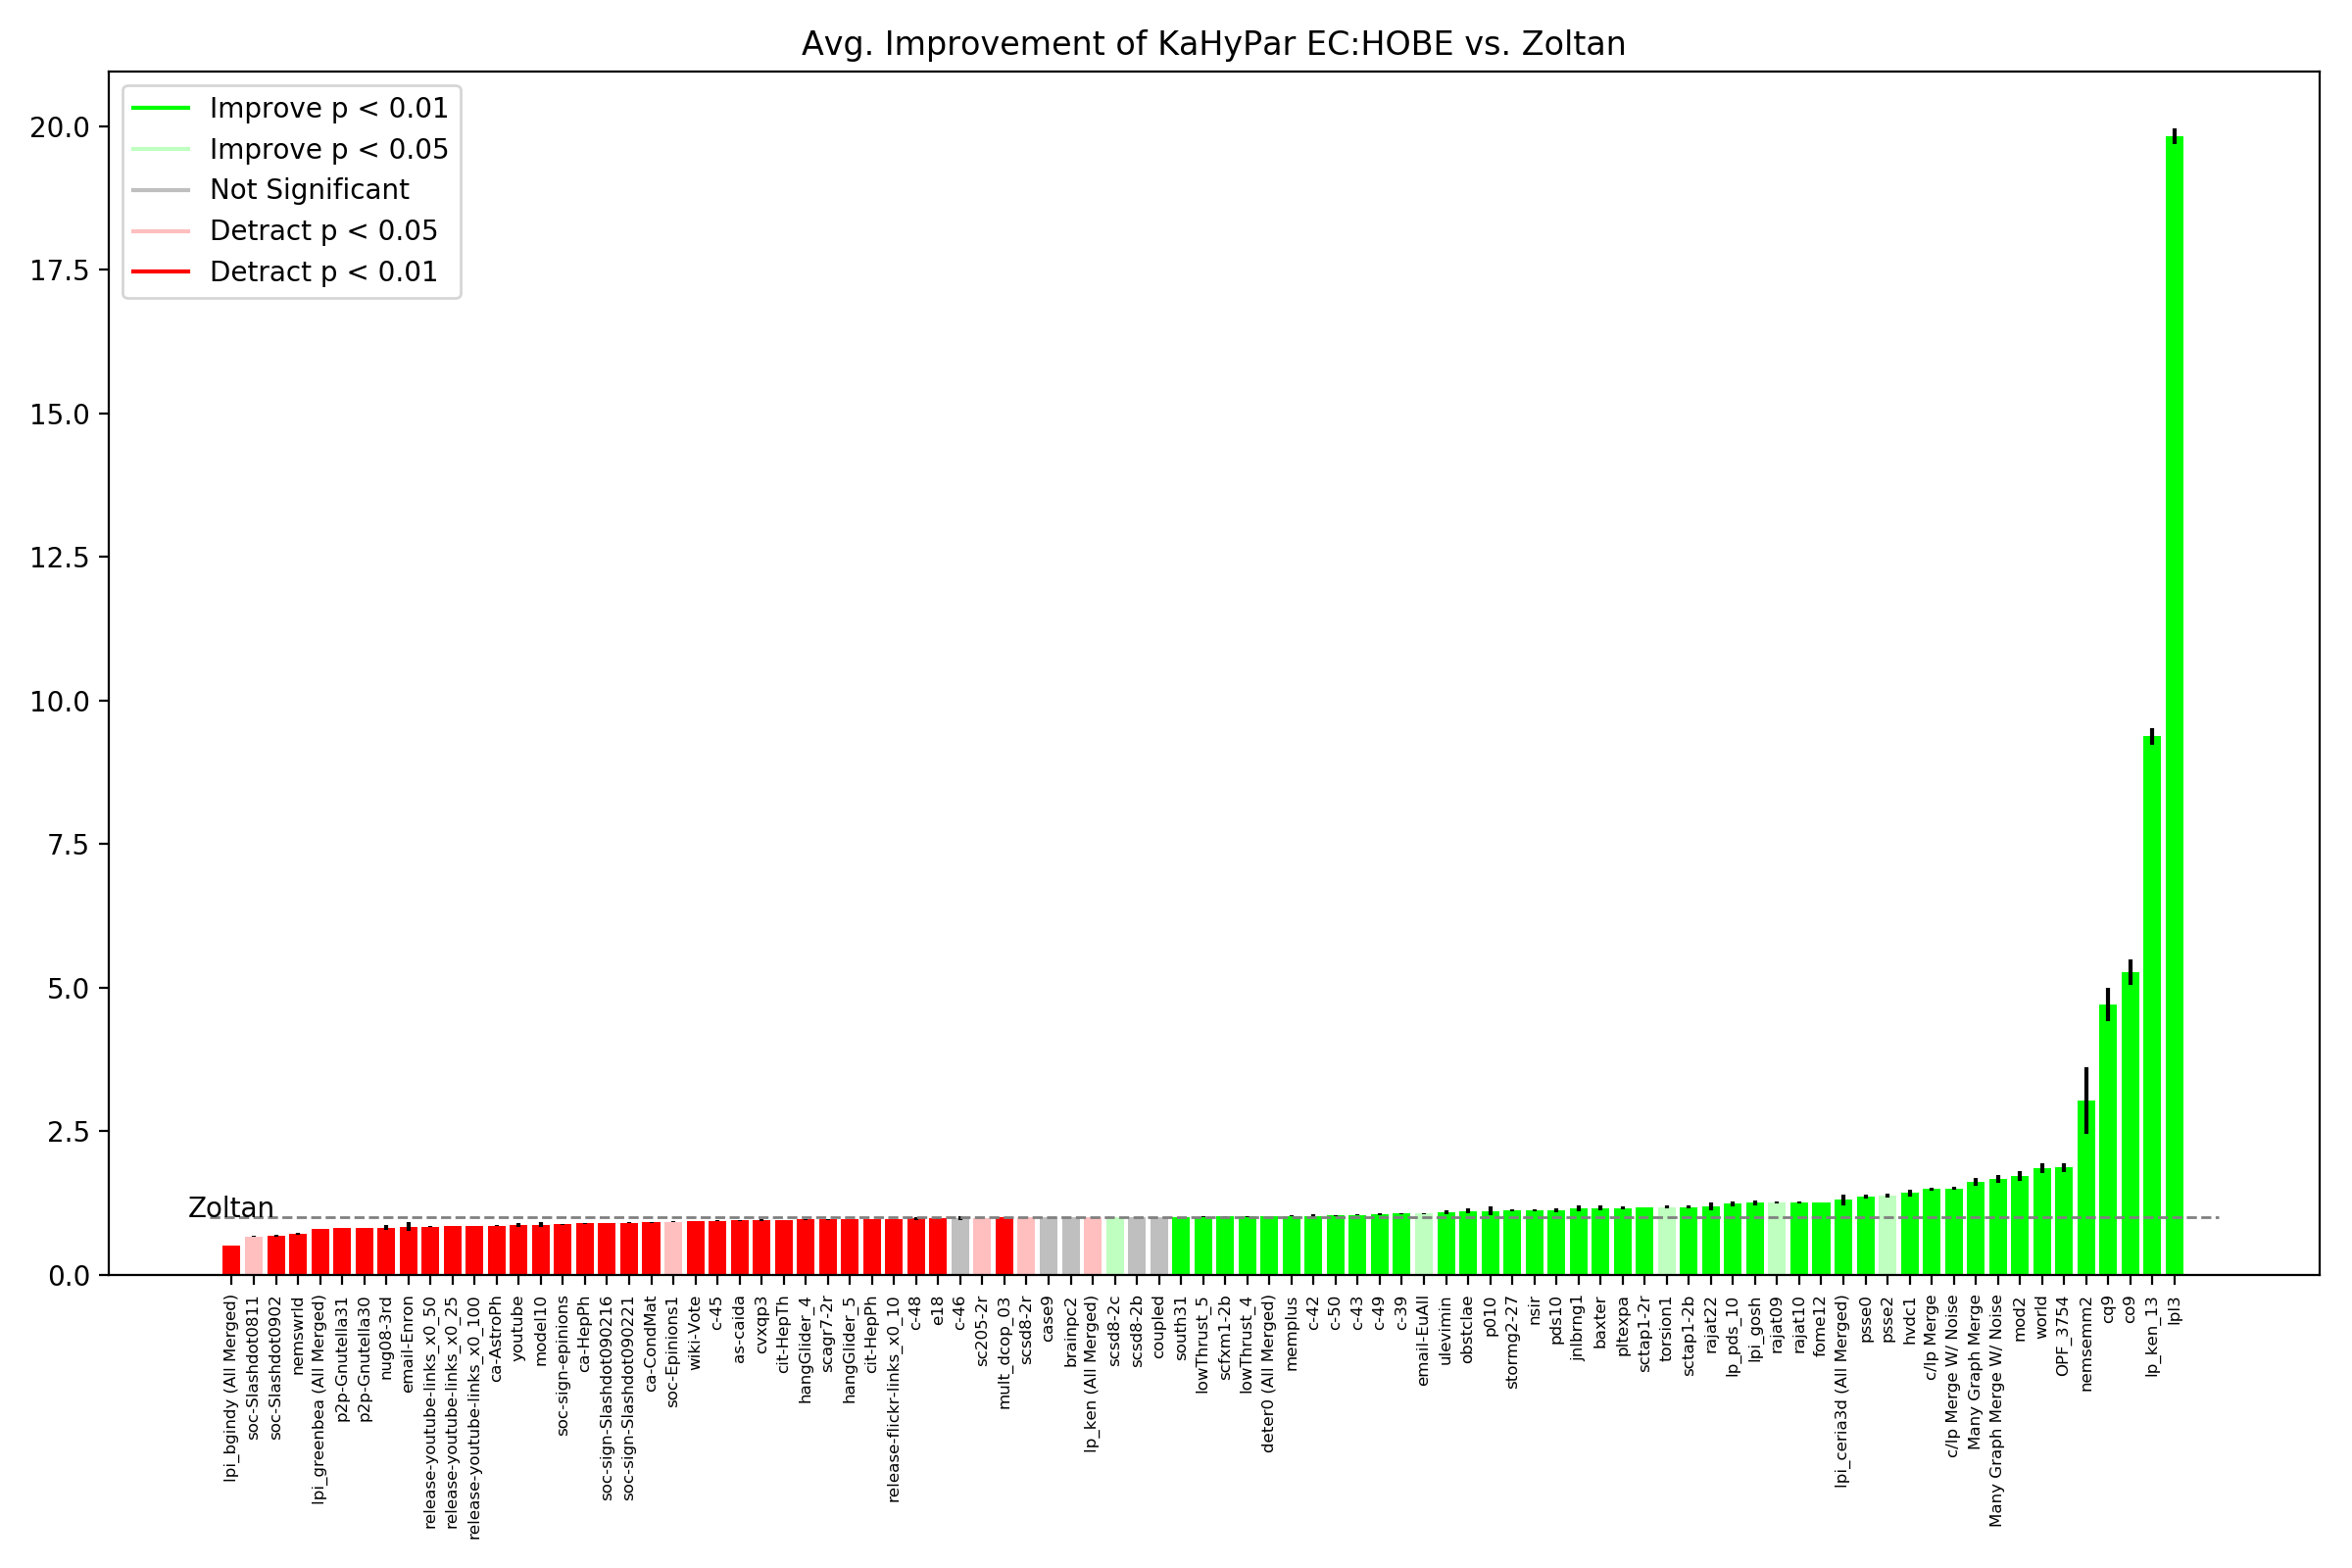 Avg. Improvement of KaHyPar EC:HOBE vs. Zoltan
Improve p < 0.01
Improve p < 0.05
Not Significant
Detract p < 0.05
Detract p < 0.01
20.0
17.5
15.0
12.5
10.0
7.5
5.0
2.5
0.0
Zoltan
lpi_bgindy (All Merged)
soc-Slashdot0811
soc-Slashdot0902
nemswrld
lpi_greenbea (All Merged)
p2p-Gnutella31
p2p-Gnutella30
nug08-3rd
email-Enron
release-youtube-links_x0_50
release-youtube-links_x0_25
release-youtube-links_x0_100
ca-AstroPh
youtube
model10
soc-sign-epinions
ca-HepPh
soc-sign-Slashdot090216
soc-sign-Slashdot090221
ca-CondMat
soc-Epinions1
wiki-Vote
c-45
as-caida
cvxqp3
cit-HepTh
hangGlider_4
scagr7-2r
hangGlider_5
cit-HepPh
release-flickr-links_x0_10
c-48
e18
c-46
sc205-2r
mult_dcop_03
scsd8-2r
case9
brainpc2
lp_ken (All Merged)
scsd8-2c
scsd8-2b
coupled
south31
lowThrust_5
scfxm1-2b
lowThrust_4
deter0 (All Merged)
memplus
c-42
c-50
c-43
c-49
c-39
email-EuAll
ulevimin
obstclae
p010
stormg2-27
nsir
pds10
jnlbrng1
baxter
pltexpa
sctap1-2r
torsion1
sctap1-2b
rajat22
lp_pds_10
lpi_gosh
rajat09
rajat10
fome12
lpi_ceria3d (All Merged)
psse0
psse2
hvdc1
c/lp Merge
c/lp Merge W/ Noise
Many Graph Merge
Many Graph Merge W/ Noise
mod2
world
OPF_3754
nemsemm2
cq9
co9
lp_ken_13
lpl3